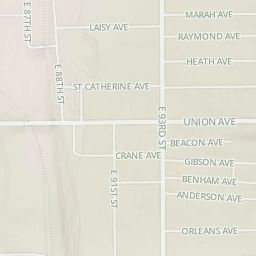 MARAH AVE
E 87TH ST
LAISY AVE
RAYMOND AVE
HEATH AVE
E 88TH ST
ST CATHERINE AVE
E 93RD ST
UNION AVE
BEACON AVE
CRANE AVE
GIBSON AVE
E 91ST ST
BENHAM AVE
ANDERSON AVE
ORLEANS AVE